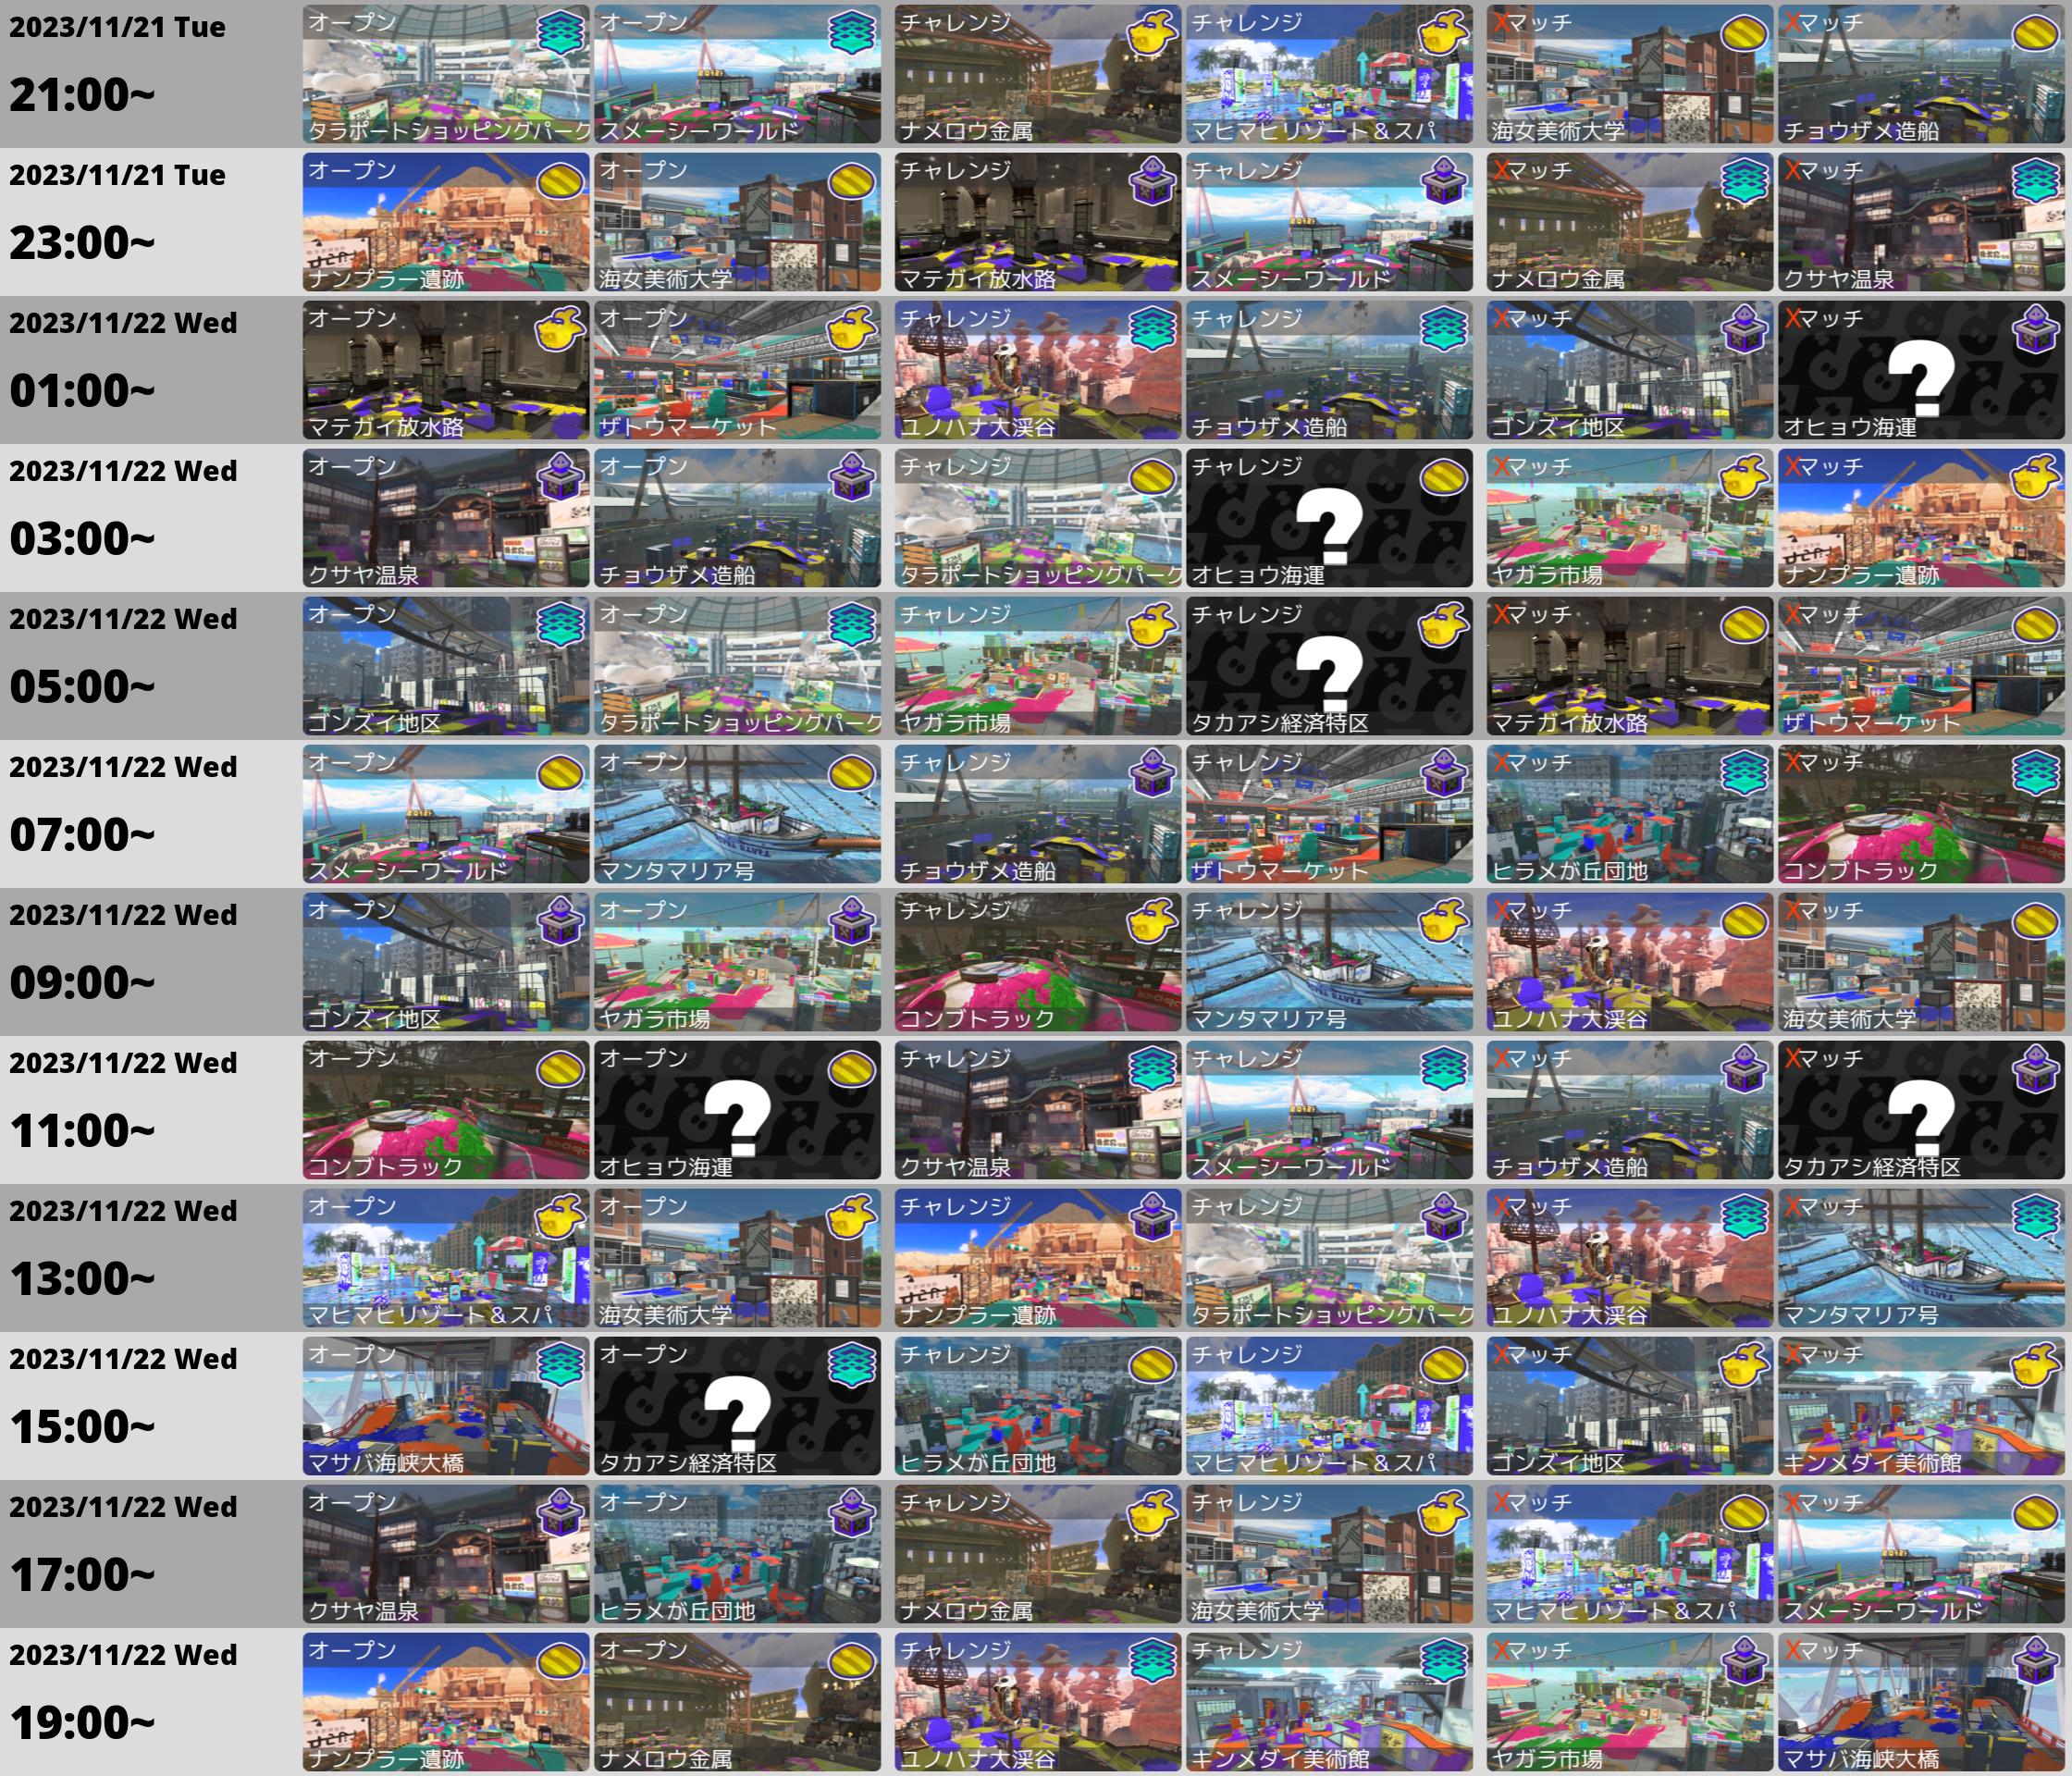 2023/11/21 Tue
21:00~
オープン
タラポートショッピングパーク
オープン
スメーシーワールド
チャレンジ
ナメロウ金属
チャレンジ
マヒマヒリゾート＆スパ
Xマッチ
海女美術大学
Xマッチ
チョウザメ造船
2023/11/21 Tue
23:00~
オープン
ナンプラー遺跡
オープン
海女美術大学
チャレンジ
マテガイ放水路
チャレンジ
スメーシーワールド
Xマッチ
ナメロウ金属
Xマッチ
クサヤ温泉
2023/11/22 Wed
01:00~
オープン
マテガイ放水路
オープン
ザトウマーケット
チャレンジ
ユノハナ大渓谷
チャレンジ
チョウザメ造船
Xマッチ
ゴンズイ地区
Xマッチ
?
オヒョウ海運
2023/11/22 Wed
03:00~
オープン
クサヤ温泉
オープン
チョウザメ造船
チャレンジ
タラポートショッピングパーク
チャレンジ
?
オヒョウ海運
Xマッチ
ヤガラ市場
Xマッチ
ナンプラー遺跡
2023/11/22 Wed
05:00~
オープン
ゴンズイ地区
オープン
タラポートショッピングパーク
チャレンジ
ヤガラ市場
チャレンジ
?
タカアシ経済特区
Xマッチ
マテガイ放水路
Xマッチ
ザトウマーケット
2023/11/22 Wed
07:00~
オープン
スメーシーワールド
オープン
マンタマリア号
チャレンジ
チョウザメ造船
チャレンジ
ザトウマーケット
Xマッチ
ヒラメが丘団地
Xマッチ
コンブトラック
2023/11/22 Wed
09:00~
オープン
ゴンズイ地区
オープン
ヤガラ市場
チャレンジ
コンブトラック
チャレンジ
マンタマリア号
Xマッチ
ユノハナ大渓谷
Xマッチ
海女美術大学
2023/11/22 Wed
11:00~
オープン
コンブトラック
オープン
?
オヒョウ海運
チャレンジ
クサヤ温泉
チャレンジ
スメーシーワールド
Xマッチ
チョウザメ造船
Xマッチ
?
タカアシ経済特区
2023/11/22 Wed
13:00~
オープン
マヒマヒリゾート＆スパ
オープン
海女美術大学
チャレンジ
ナンプラー遺跡
チャレンジ
タラポートショッピングパーク
Xマッチ
ユノハナ大渓谷
Xマッチ
マンタマリア号
2023/11/22 Wed
15:00~
オープン
マサバ海峡大橋
オープン
?
タカアシ経済特区
チャレンジ
ヒラメが丘団地
チャレンジ
マヒマヒリゾート＆スパ
Xマッチ
ゴンズイ地区
Xマッチ
キンメダイ美術館
2023/11/22 Wed
17:00~
オープン
クサヤ温泉
オープン
ヒラメが丘団地
チャレンジ
ナメロウ金属
チャレンジ
海女美術大学
Xマッチ
マヒマヒリゾート＆スパ
Xマッチ
スメーシーワールド
2023/11/22 Wed
19:00~
オープン
ナンプラー遺跡
オープン
ナメロウ金属
チャレンジ
ユノハナ大渓谷
チャレンジ
キンメダイ美術館
Xマッチ
ヤガラ市場
Xマッチ
マサバ海峡大橋